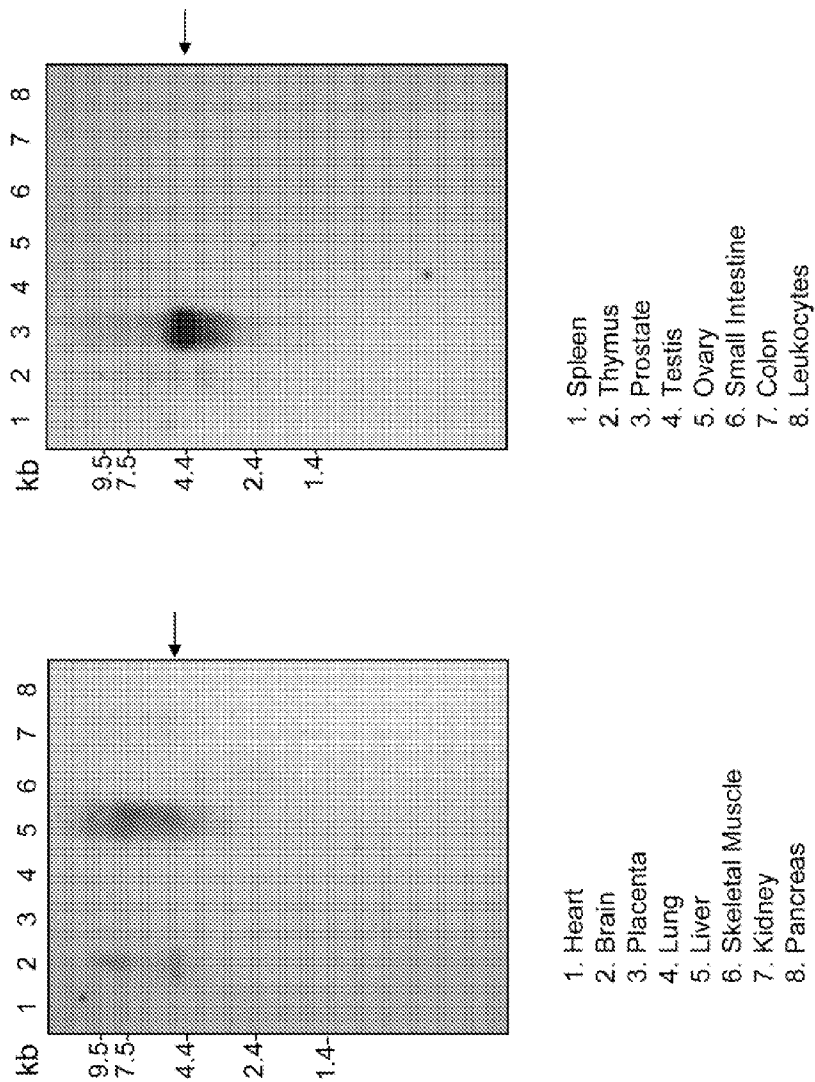 kb 1 2 3 4 5 6 7 8
9.5-
7.5-
4.4-
2.4-
1.4-
1. Heart
2. Brain
3. Placenta
4. Lung
5. Liver
6. Skeletal Muscle
7. Kidney
8. Pancreas
kb 1 2 3 4 5 6 7 8
9.5-
7.5-
4.4-
2.4-
1.4-
1. Spleen
2. Thymus
3. Prostate
4. Testis
5. Ovary
6. Small Intestine
7. Colon
8. Leukocytes